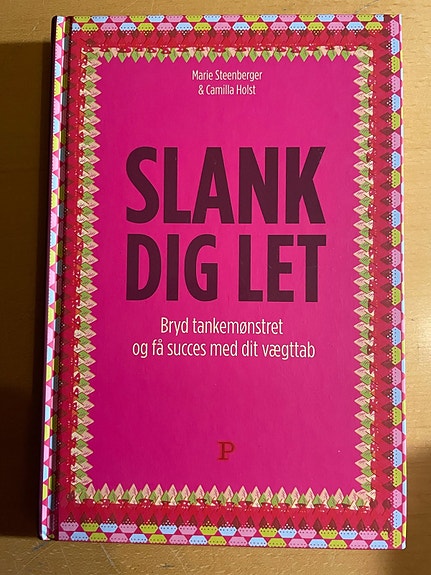 Marie Steenberger
& Camilla Holst
SLANK
DIG LET
Bryd tankemønstret
og få succes med dit vægttab
P